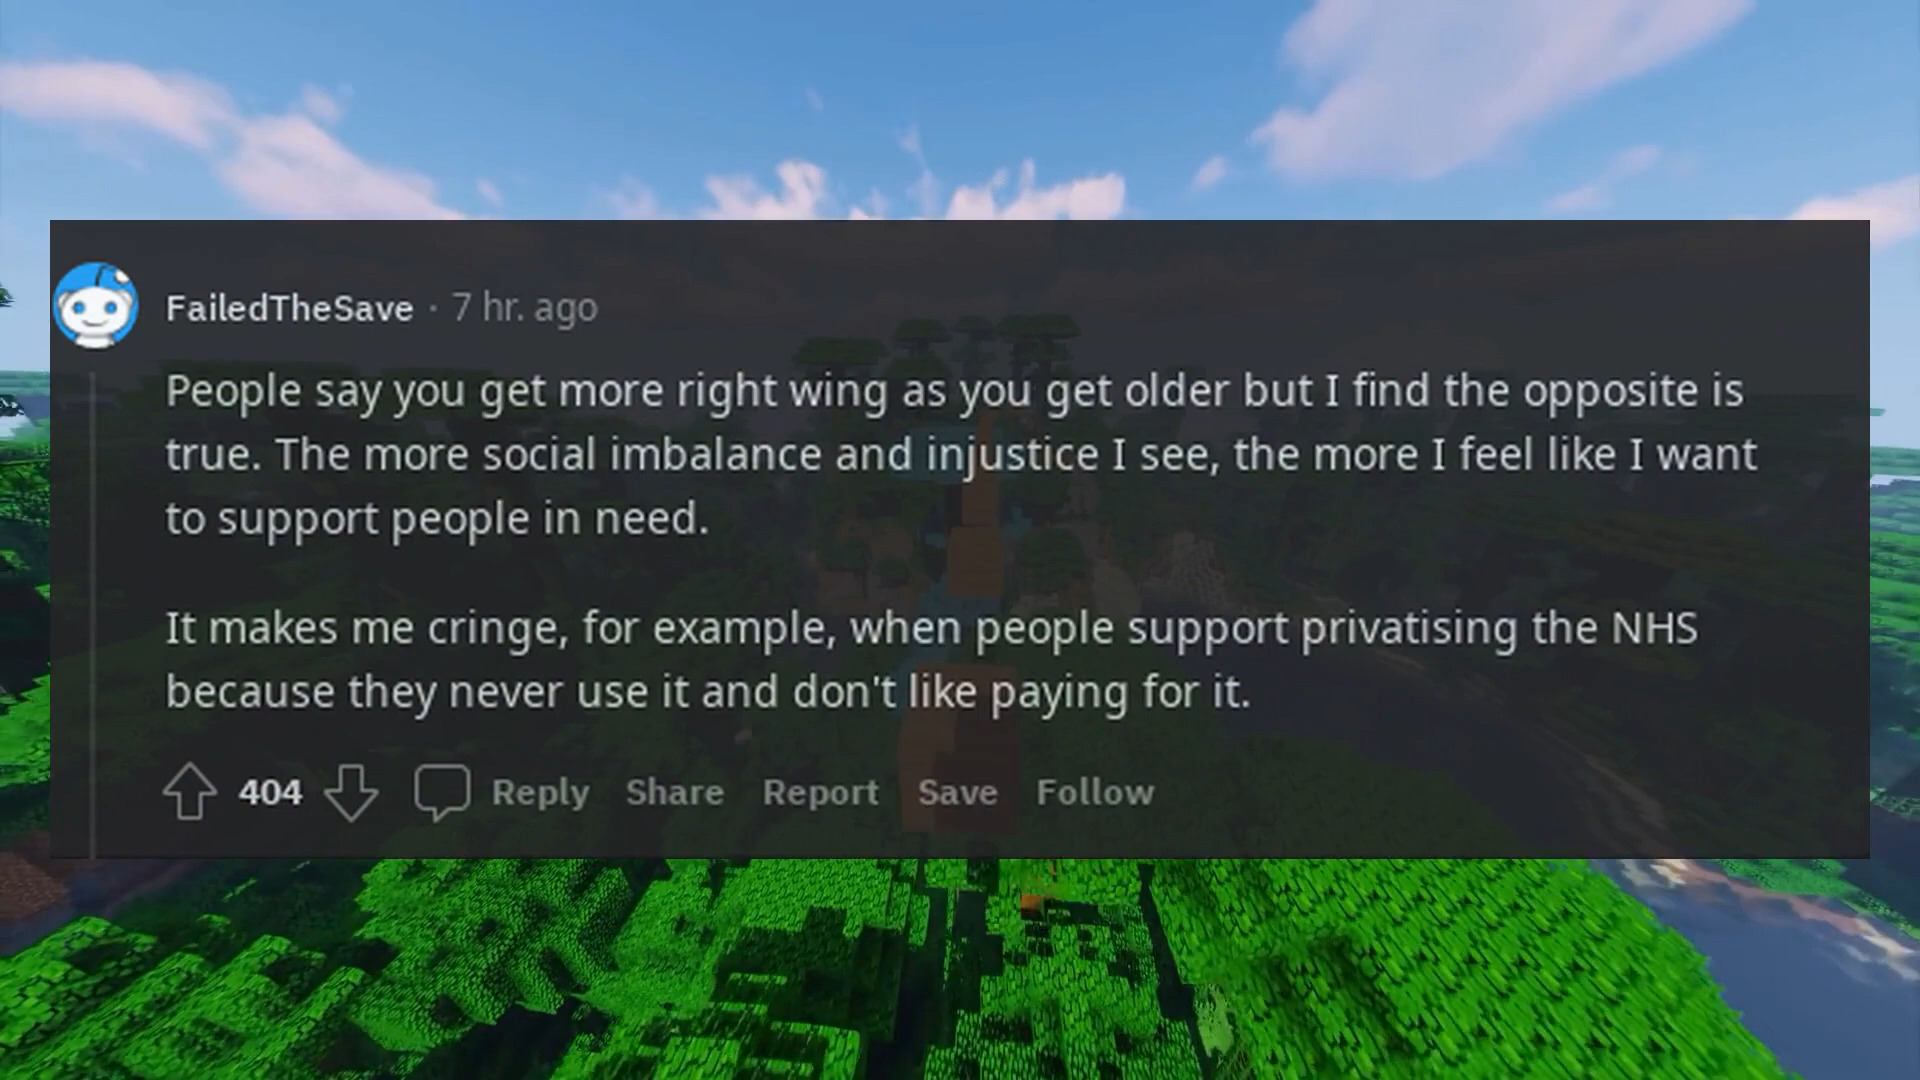 FailedTheSave · 7 hr. ago
People say you get more right wing as you get older but I find the opposite is
true. The more social imbalance and injustice I see, the more I feel like I want
to support people in need.
It makes me cringe, for example, when people support privatising the NHS
because they never use it and don't like paying for it.
404 Reply Share Report Save Follow